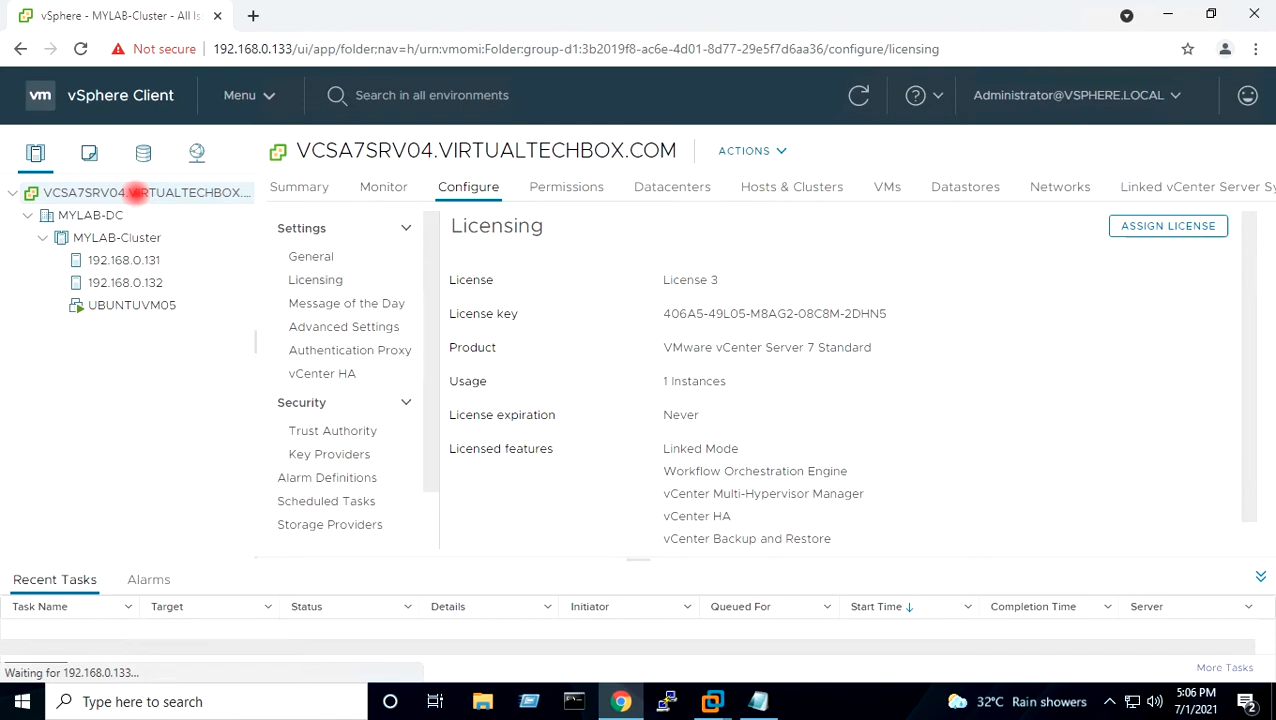 vSphere - MYLAB-Cluster - All Is
Not secure 192.168.0.133/ui/app/folder;nav=h/urn:vmomi:Folder:group-d1:3b2019f8-ac6e-4d01-8d77-29e5f7d6aa36/configure/licensing
vm vSphere Client Menu Search in all environments Administrator@VSPHERE.LOCAL
VCSA7SRV04.VIRTUALTECHBOX.COM ACTIONS
Summary Monitor Configure Permissions Datacenters Hosts & Clusters VMs Datastores Networks Linked vCenter Server Sy
VCSA7SRV04.VIRTUALTECHBOX....
MYLAB-DC
MYLAB-Cluster
192.168.0.131
192.168.0.132
UBUNTUVM05
Settings
General
Licensing
Message of the Day
Advanced Settings
Authentication Proxy
vCenter HA
Security
Trust Authority
Key Providers
Alarm Definitions
Scheduled Tasks
Storage Providers
Licensing ASSIGN LICENSE
License License 3
License key 406A5-49L05-M8AG2-08C8M-2DHN5
Product VMware vCenter Server 7 Standard
Usage 1 Instances
License expiration Never
Licensed features Linked Mode
Workflow Orchestration Engine
vCenter Multi-Hypervisor Manager
vCenter HA
vCenter Backup and Restore
Recent Tasks Alarms
Task Name Target Status Details Initiator Queued For Start Time Completion Time Server
More Tasks
Waiting for 192.168.0.133...
Type here to search
32°C Rain showers
5:06 PM
7/1/2021
2